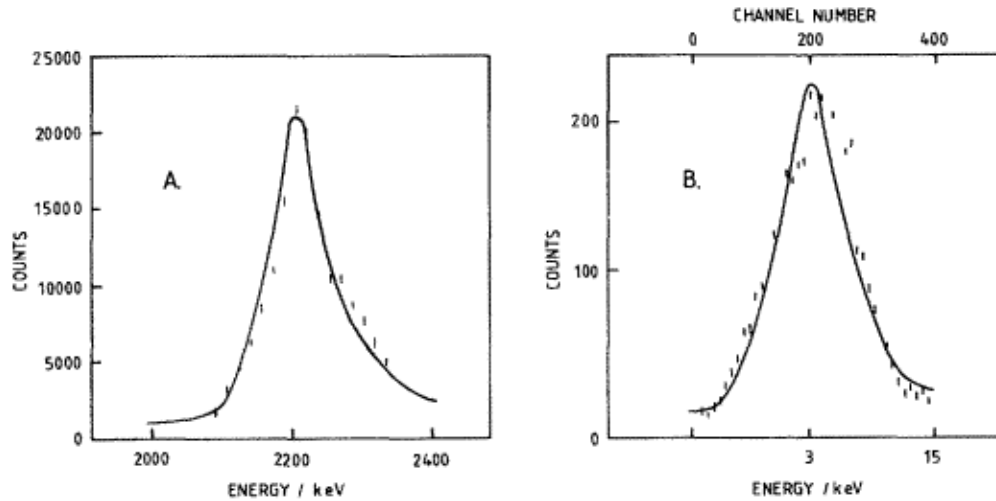 CHANNEL NUMBER
0 200 400
25000
20000
15000
10000
5000
0
COUNTS
A.
2000 2200 2400
ENERGY / keV
200
100
0
COUNTS
B.
3 15
ENERGY / keV